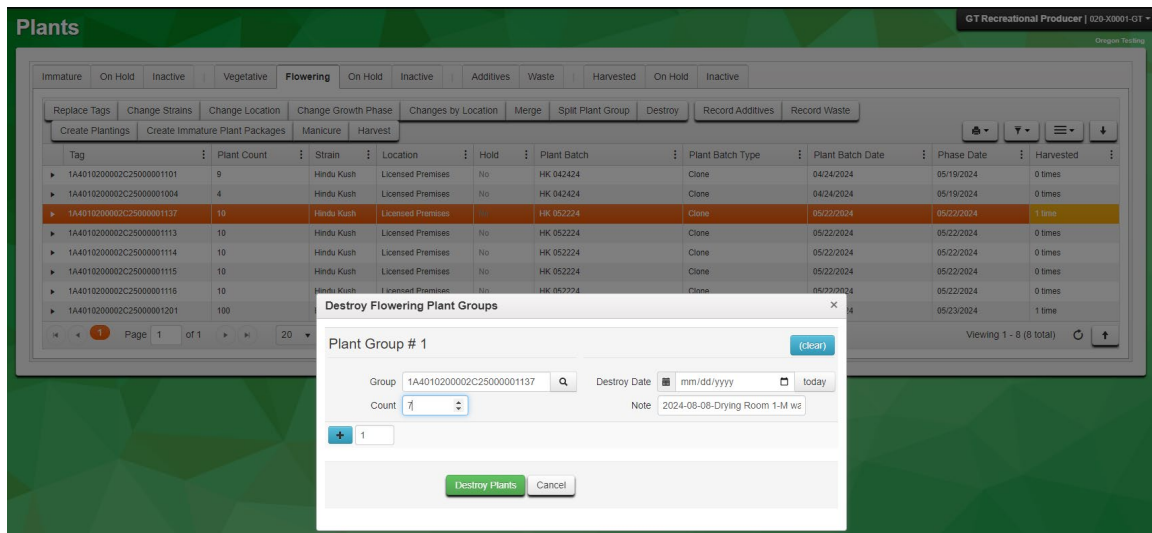 Plants
GT Recreational Producer | 020-X0001-GT
Oregon Testing
Immature On Hold Inactive | Vegetative Flowering On Hold Inactive | Additives Waste | Harvested On Hold Inactive
Replace Tags Change Strains Change Location Change Growth Phase Changes by Location Merge Split Plant Group Destroy Record Additives Record Waste
Create Plantings Create Immature Plant Packages Manicure Harvest
Tag Plant Count Strain Location Hold Plant Batch Plant Batch Type Plant Batch Date Phase Date Harvested
1A4010200002C25000001101 9 Hindu Kush Licensed Premises No HK 042424 Clone 04/24/2024 05/19/2024 0 times
1A4010200002C25000001004 4 Hindu Kush Licensed Premises No HK 042424 Clone 04/24/2024 05/19/2024 0 times
1A4010200002C25000001137 10 Hindu Kush Licensed Premises No HK 052224 Clone 05/22/2024 05/22/2024 1 time
1A4010200002C25000001113 10 Hindu Kush Licensed Premises No HK 052224 Clone 05/22/2024 05/22/2024 0 times
1A4010200002C25000001114 10 Hindu Kush Licensed Premises No HK 052224 Clone 05/22/2024 05/22/2024 0 times
1A4010200002C25000001115 10 Hindu Kush Licensed Premises No HK 052224 Clone 05/22/2024 05/22/2024 0 times
1A4010200002C25000001116 10 Hindu Kush Licensed Premises No HK 052224 Clone 05/22/2024 05/22/2024 0 times
1A4010200002C25000001201 100 05/23/2024 1 time
1 Page 1 of 1 20 Viewing 1 - 8 (8 total)
Destroy Flowering Plant Groups ×
Plant Group # 1 (clear)
Group 1A4010200002C25000001137 Destroy Date mm/dd/yyyy today
Count 7 Note 2024-08-08-Drying Room 1-M wa
+ 1
Destroy Plants Cancel